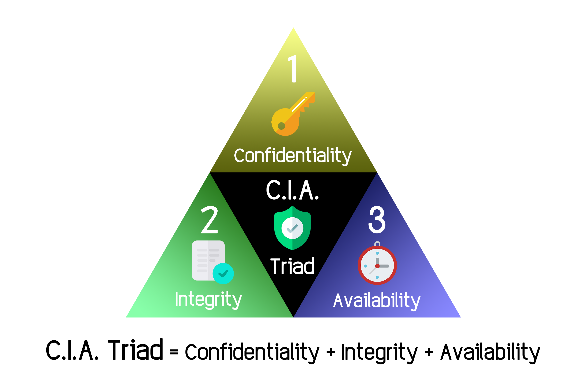 1
Confidentiality
C.I.A.
Triad
2
Integrity
3
Availability
C.I.A. Triad = Confidentiality + Integrity + Availability